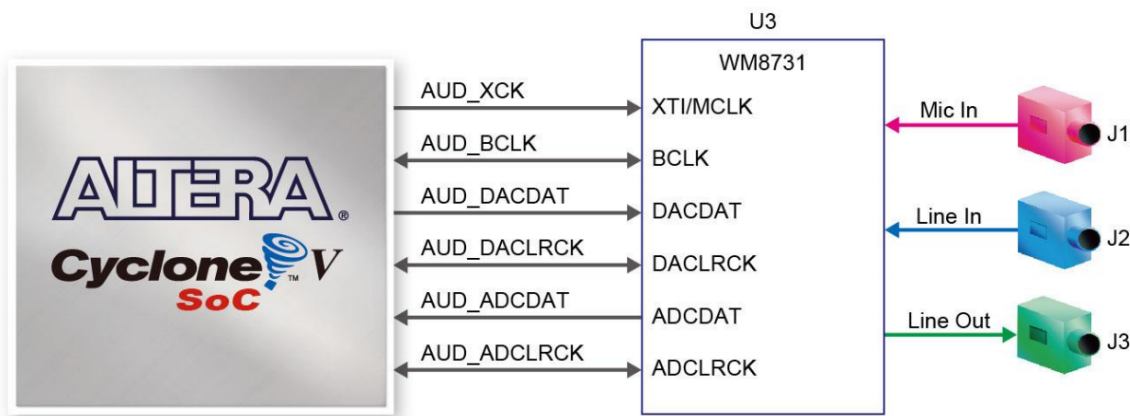 U3
WM8731
AUD_XCK
XTI/MCLK
Mic In
J1
AUD_BCLK
BCLK
AUD_DACDAT
DACDAT
Line In
J2
AUD_DACLRCK
DACLRCK
AUD_ADCDAT
ADCDAT
Line Out
J3
AUD_ADCLRCK
ADCLRCK
ALTERA®
Cyclone™ V
SoC